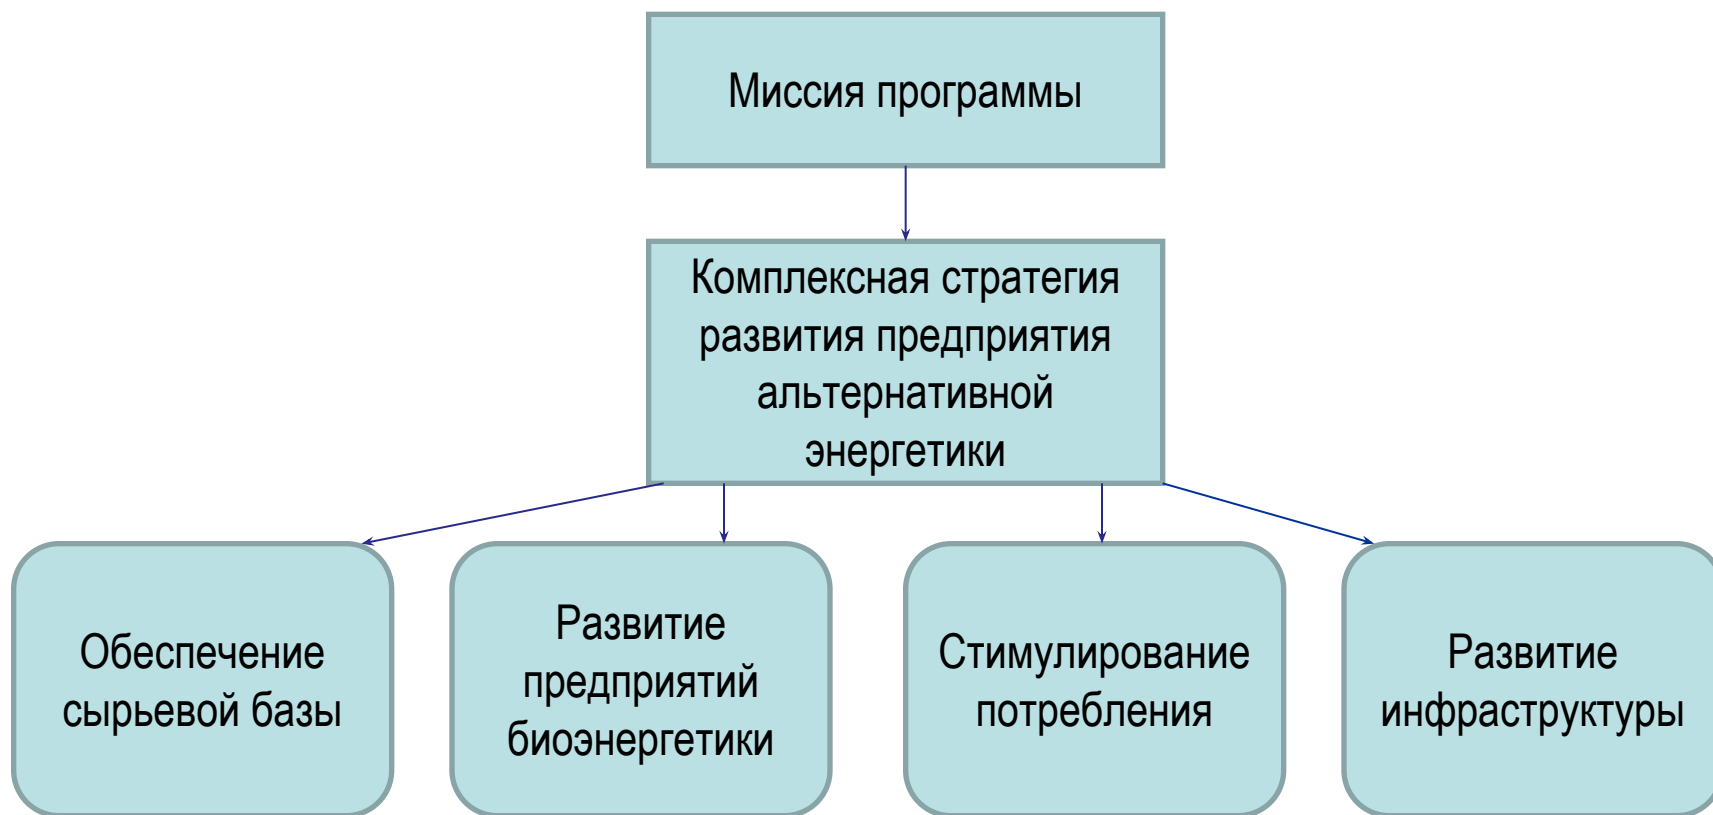 Миссия программы
Комплексная стратегия
развития предприятия
альтернативной
энергетики
Обеспечение
сырьевой базы
Развитие
предприятий
биоэнергетики
Стимулирование
потребления
Развитие
инфраструктуры